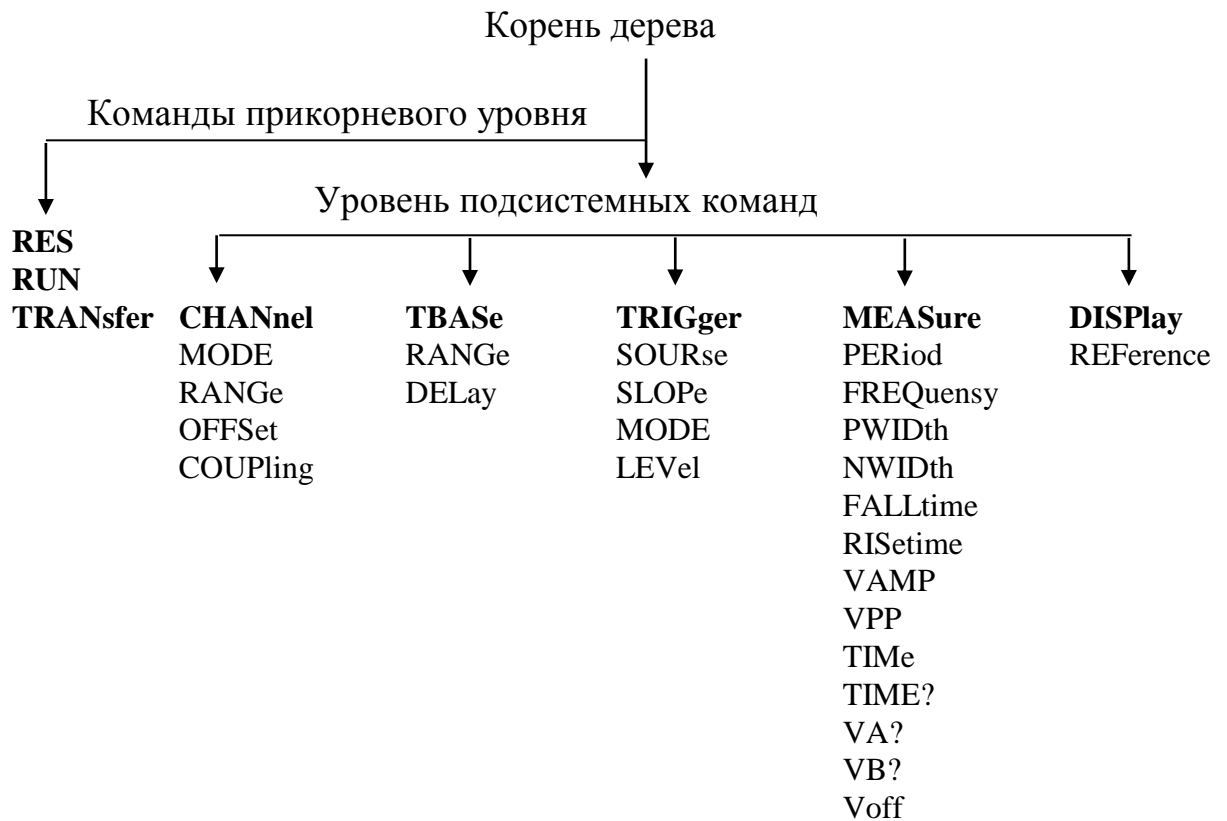 Корень дерева
Команды прикорневого уровня
Уровень подсистемных команд
RES
RUN
TRANsfer
CHANnel
MODE
RANGe
OFFSet
COUPling
TBASe
RANGe
DELay
TRIGger
SOURse
SLOPe
MODE
LEVel
MEASure
PERiod
FREQuensy
PWIDth
NWIDth
FALLtime
RISetime
VAMP
VPP
TIMe
TIME?
VA?
VB?
Voff
DISPlay
REFerence